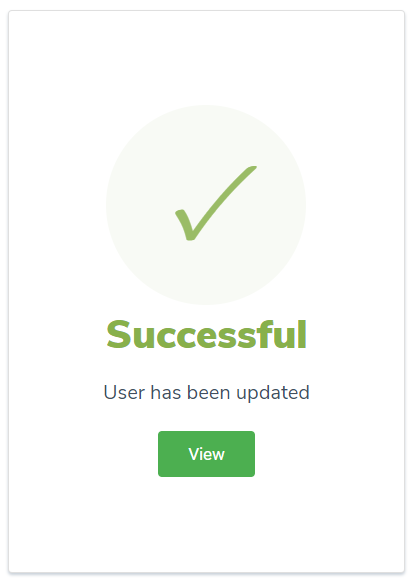 ✓
Successful
User has been updated
View